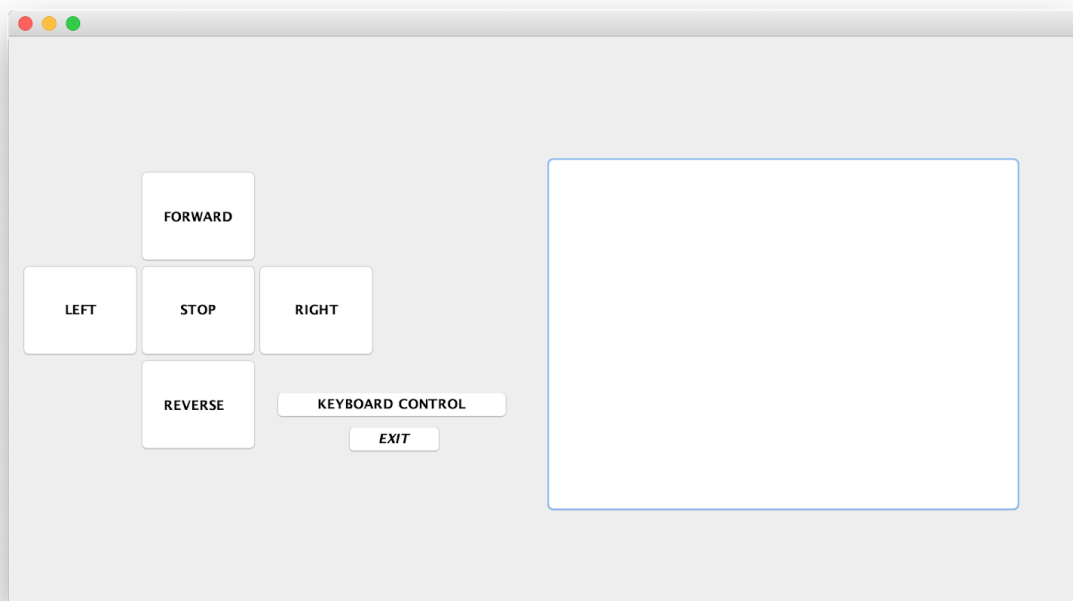 FORWARD
LEFT
STOP
RIGHT
REVERSE
KEYBOARD CONTROL
EXIT